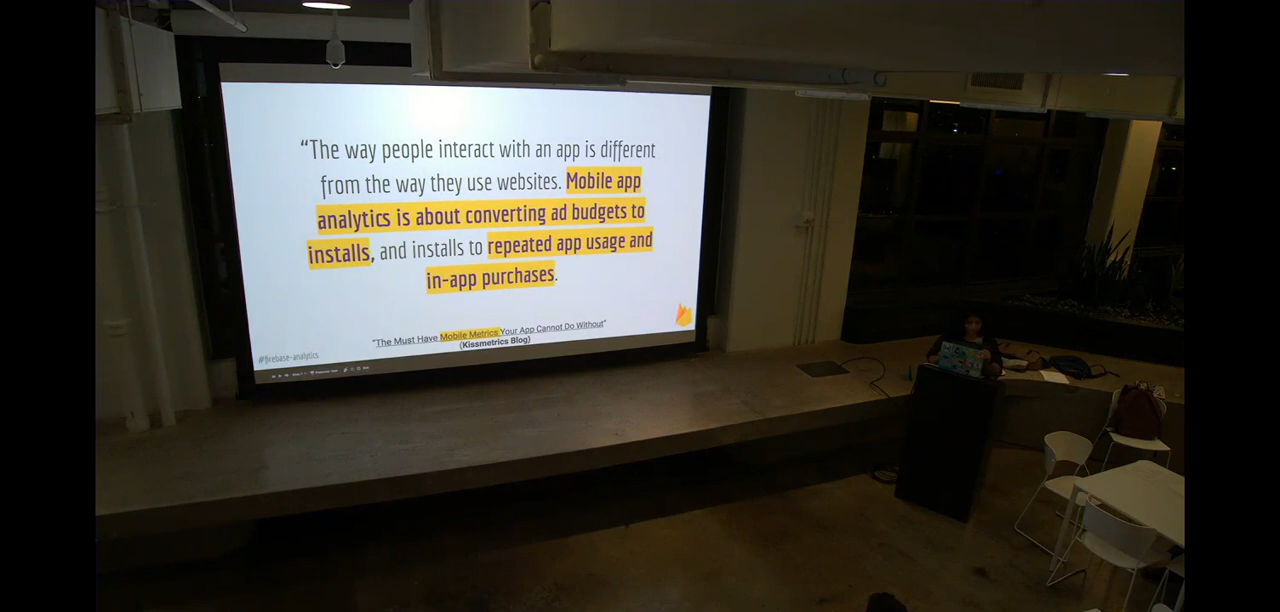 “The way people interact with an app is different
from the way they use websites. Mobile app
analytics is about converting ad budgets to
installs, and installs to repeated app usage and
in-app purchases.
“The Must Have Mobile Metrics Your App Cannot Do Without”
(Kissmetrics Blog)
#firebase-analytics